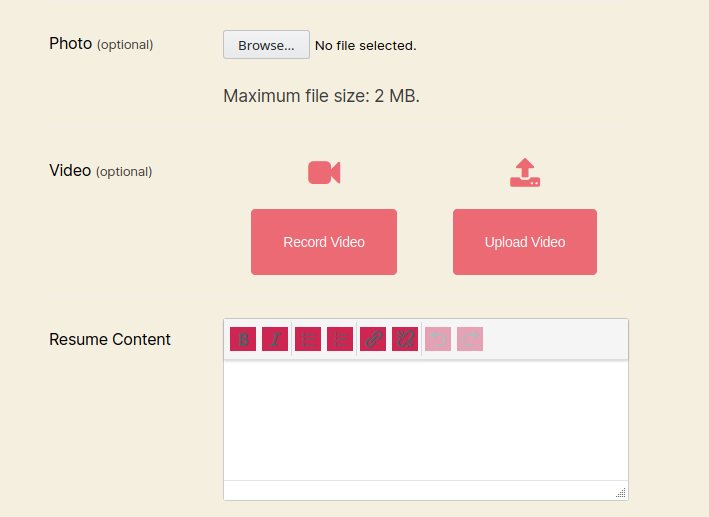 Photo (optional)
Browse... No file selected.
Maximum file size: 2 MB.
Video (optional)
Record Video
Upload Video
Resume Content
B I